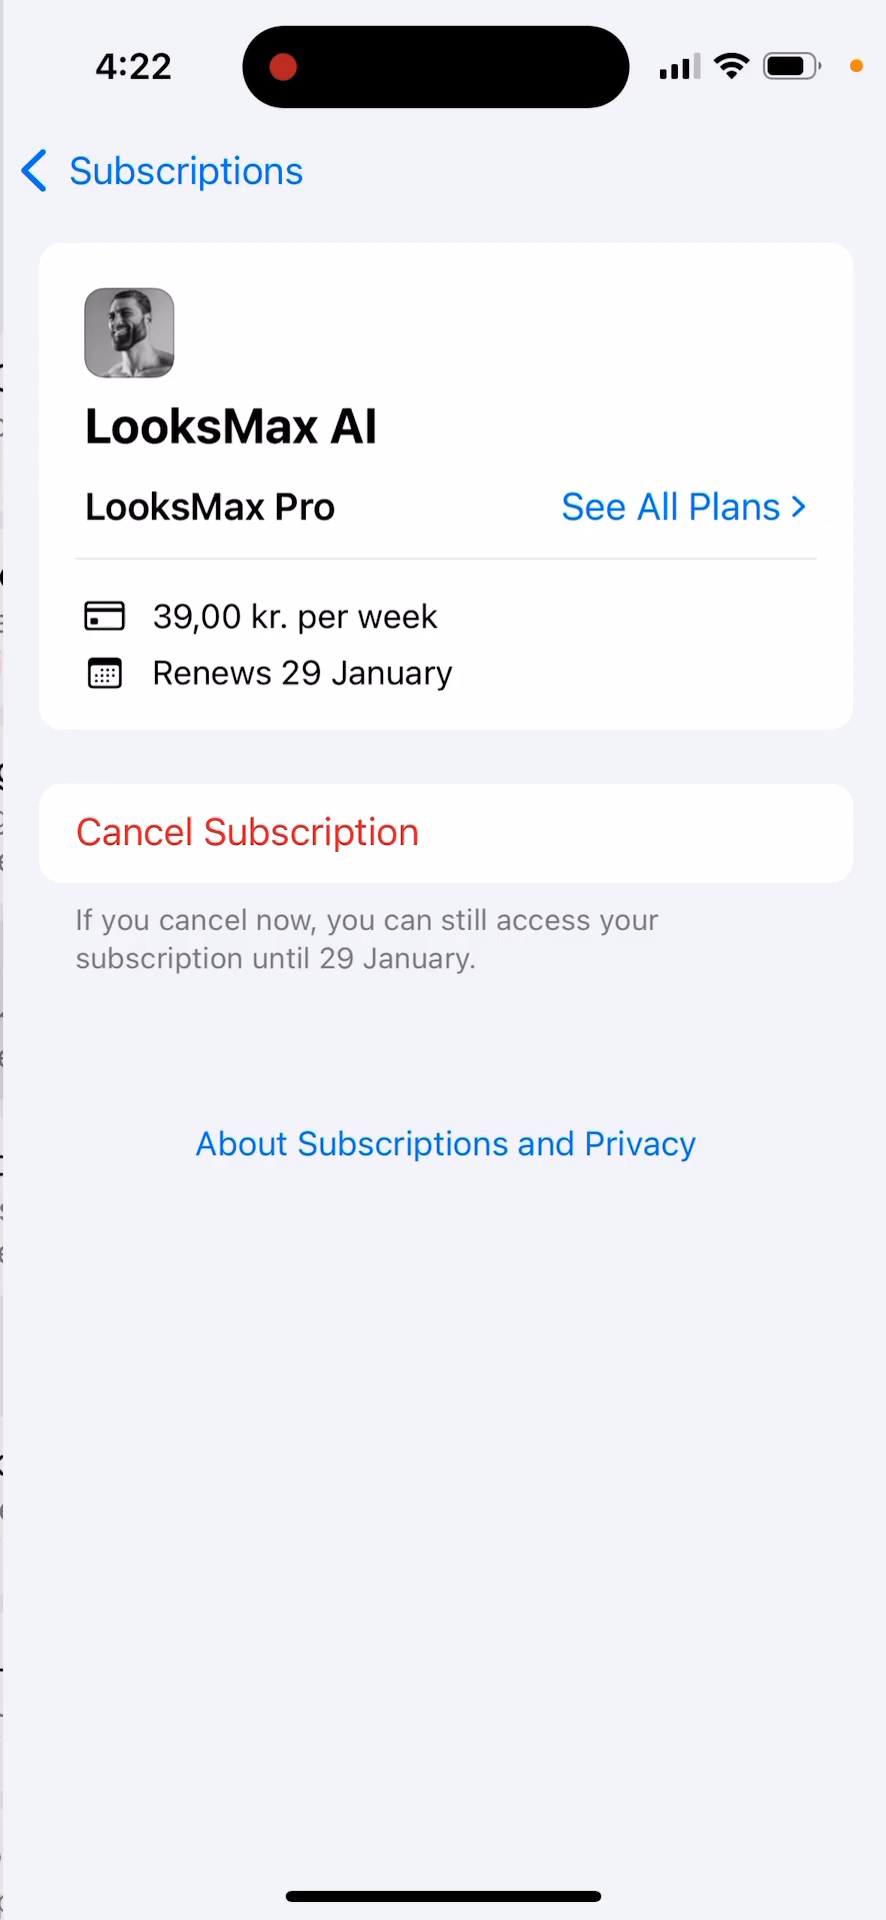 4:22
Subscriptions
LooksMax AI
LooksMax Pro
See All Plans
39,00 kr. per week
Renews 29 January
Cancel Subscription
If you cancel now, you can still access your
subscription until 29 January.
About Subscriptions and Privacy